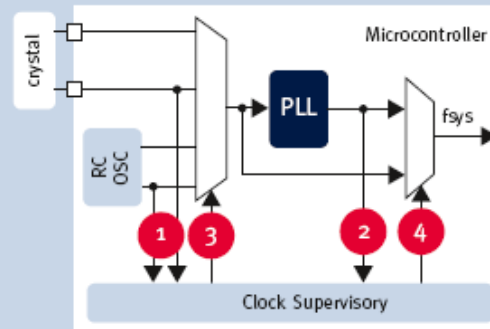 Microcontroller
crystal
PLL
fsys
RC
OSC
1
3
2
4
Clock Supervisory